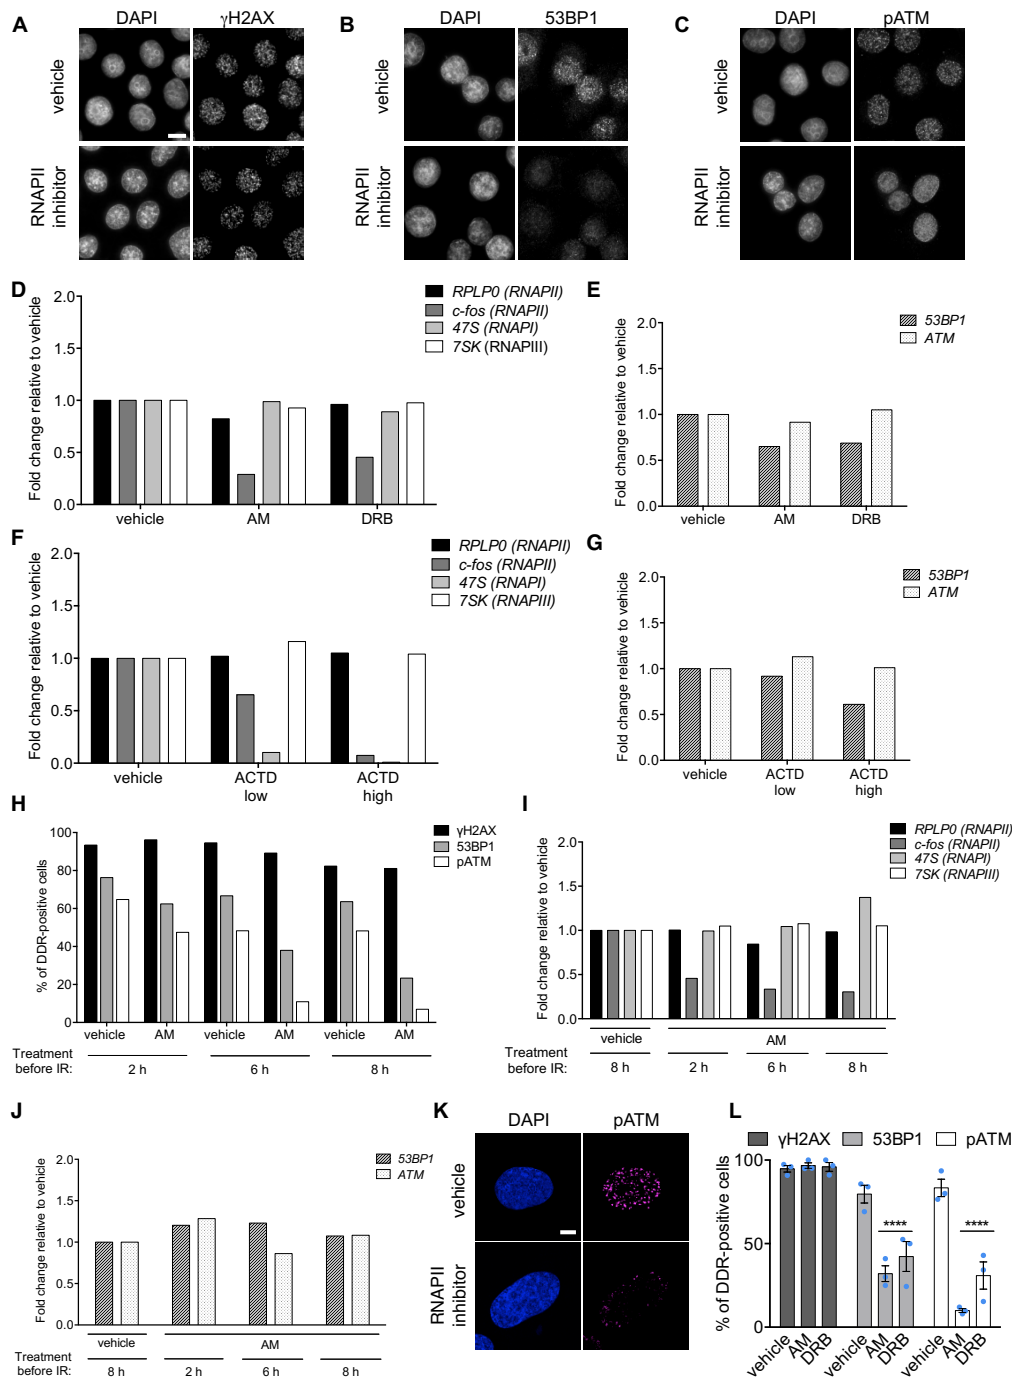 A
DAPI
γH2AX
vehicle
RNAPII
inhibitor
B
DAPI
53BP1
vehicle
RNAPII
inhibitor
C
DAPI
pATM
vehicle
RNAPII
inhibitor
D
Fold change relative to vehicle
2.0
1.5
1.0
0.5
0.0
vehicle
AM
DRB
RPLP0 (RNAPII)
c-fos (RNAPII)
47S (RNAPI)
7SK (RNAPIII)
E
Fold change relative to vehicle
2.0
1.5
1.0
0.5
0
vehicle
AM
DRB
53BP1
ATM
F
Fold change relative to vehicle
2.0
1.5
1.0
0.5
0
vehicle
ACTD
low
ACTD
high
RPLP0 (RNAPII)
c-fos (RNAPII)
47S (RNAPI)
7SK (RNAPIII)
G
Fold change relative to vehicle
2.0
1.5
1.0
0.5
0
vehicle
ACTD
low
ACTD
high
53BP1
ATM
H
% of DDR-positive cells
100
80
60
40
20
0
γH2AX
53BP1
pATM
vehicle
AM
vehicle
AM
vehicle
AM
Treatment
before IR:
2 h
6 h
8 h
I
Fold change relative to vehicle
2.0
1.5
1.0
0.5
0.0
RPLP0 (RNAPII)
c-fos (RNAPII)
47S (RNAPI)
7SK (RNAPIII)
vehicle
AM
Treatment
before IR:
8 h
2 h
6 h
8 h
J
Fold change relative to vehicle
2.0
1.5
1.0
0.5
0.0
53BP1
ATM
vehicle
AM
Treatment
before IR:
8 h
2 h
6 h
8 h
K
DAPI
pATM
vehicle
RNAPII
inhibitor
L
γH2AX
53BP1
pATM
% of DDR-positive cells
100
50
0
****
****
vehicle
AM
DRB
vehicle
AM
DRB
vehicle
AM
DRB